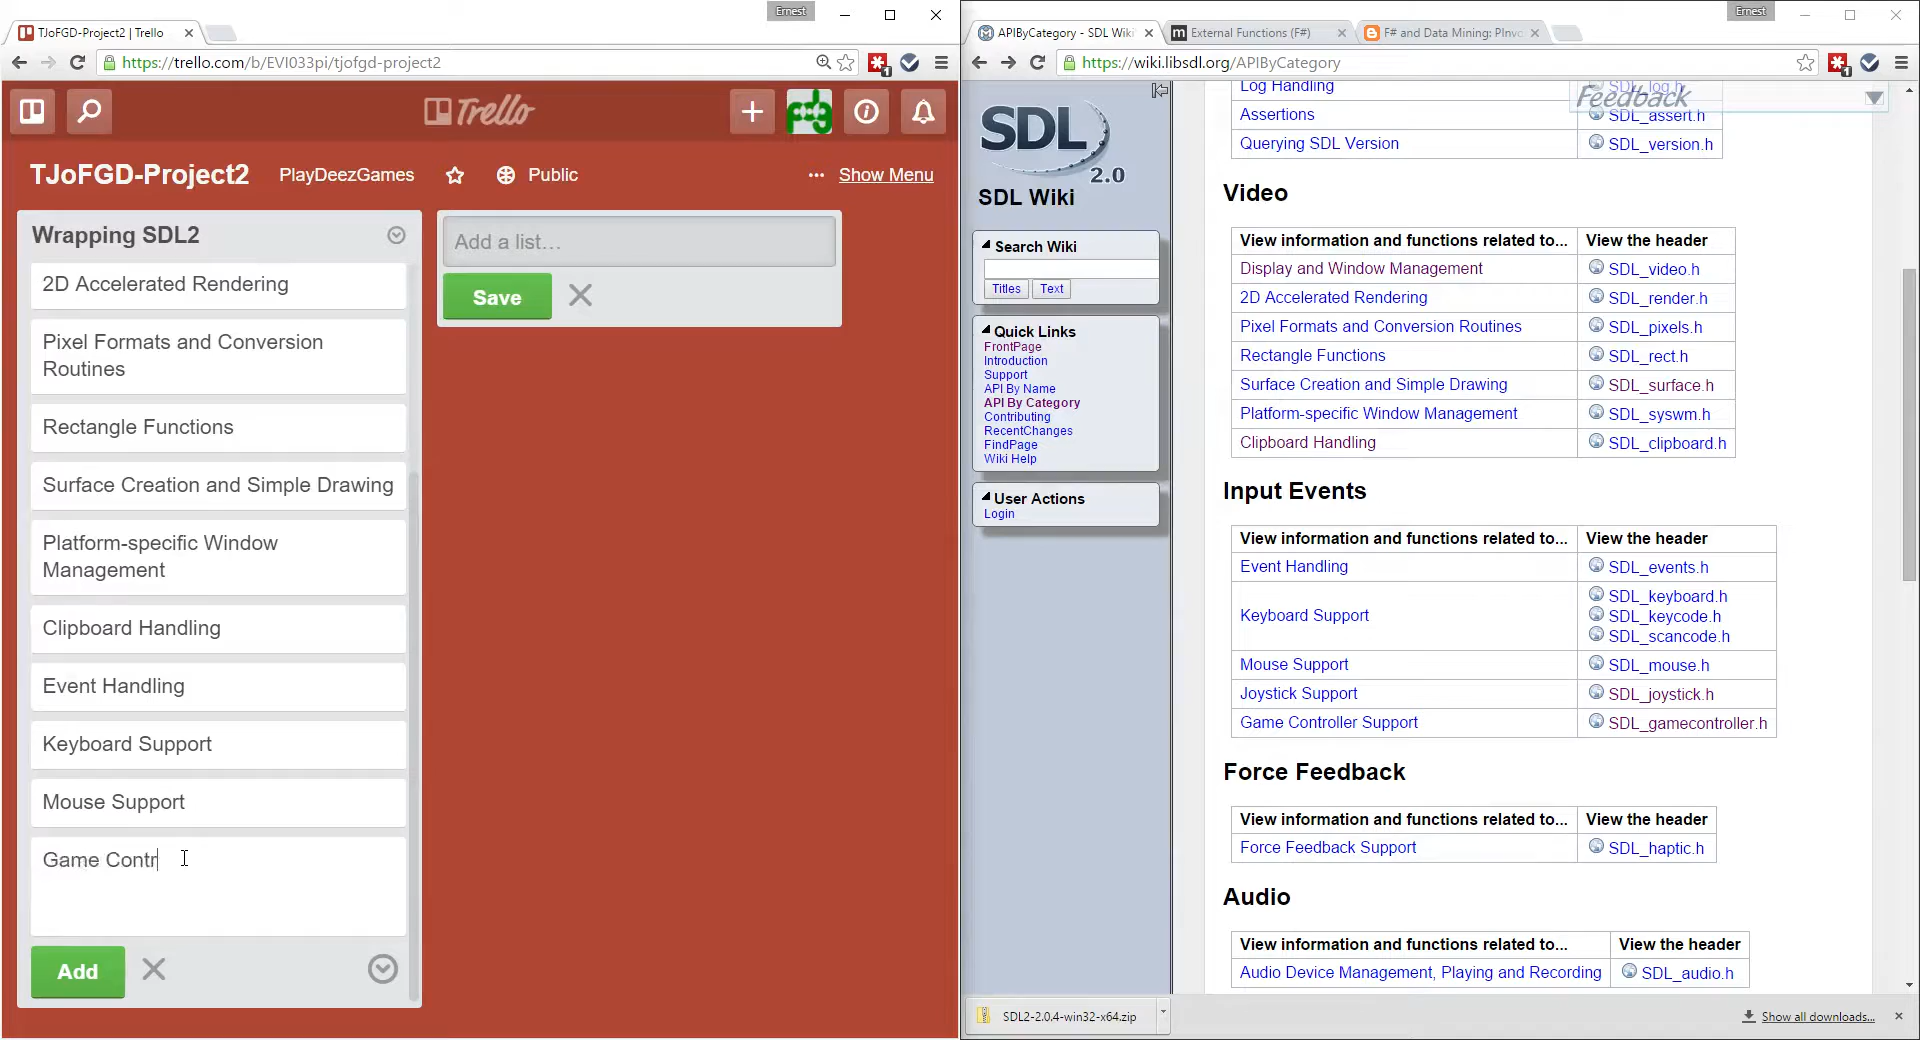 Ernest
TJoFGD-Project2 | Trello
https://trello.com/b/EVI033pi/tjofgd-project2
1
Trello
TJoFGD-Project2
PlayDeezGames
Public
... Show Menu
Wrapping SDL2
2D Accelerated Rendering
Pixel Formats and Conversion
Routines
Rectangle Functions
Surface Creation and Simple Drawing
Platform-specific Window
Management
Clipboard Handling
Event Handling
Keyboard Support
Mouse Support
Game Contr
Add
Add a list…
Save
Ernest
APIByCategory - SDL Wiki
External Functions (F#)
F# and Data Mining: PInvo
https://wiki.libsdl.org/APIByCategory
1
SDL
2.0
SDL Wiki
Search Wiki
Titles Text
Quick Links
FrontPage
Introduction
Support
API By Name
API By Category
Contributing
RecentChanges
FindPage
Wiki Help
User Actions
Login
Feedback
Log Handling SDL_log.h
Assertions SDL_assert.h
Querying SDL Version SDL_version.h
Video
View information and functions related to... View the header
Display and Window Management SDL_video.h
2D Accelerated Rendering SDL_render.h
Pixel Formats and Conversion Routines SDL_pixels.h
Rectangle Functions SDL_rect.h
Surface Creation and Simple Drawing SDL_surface.h
Platform-specific Window Management SDL_syswm.h
Clipboard Handling SDL_clipboard.h
Input Events
View information and functions related to... View the header
Event Handling SDL_events.h
Keyboard Support SDL_keyboard.h
SDL_keycode.h
SDL_scancode.h
Mouse Support SDL_mouse.h
Joystick Support SDL_joystick.h
Game Controller Support SDL_gamecontroller.h
Force Feedback
View information and functions related to... View the header
Force Feedback Support SDL_haptic.h
Audio
View information and functions related to... View the header
Audio Device Management, Playing and Recording SDL_audio.h
SDL2-2.0.4-win32-x64.zip
Show all downloads...